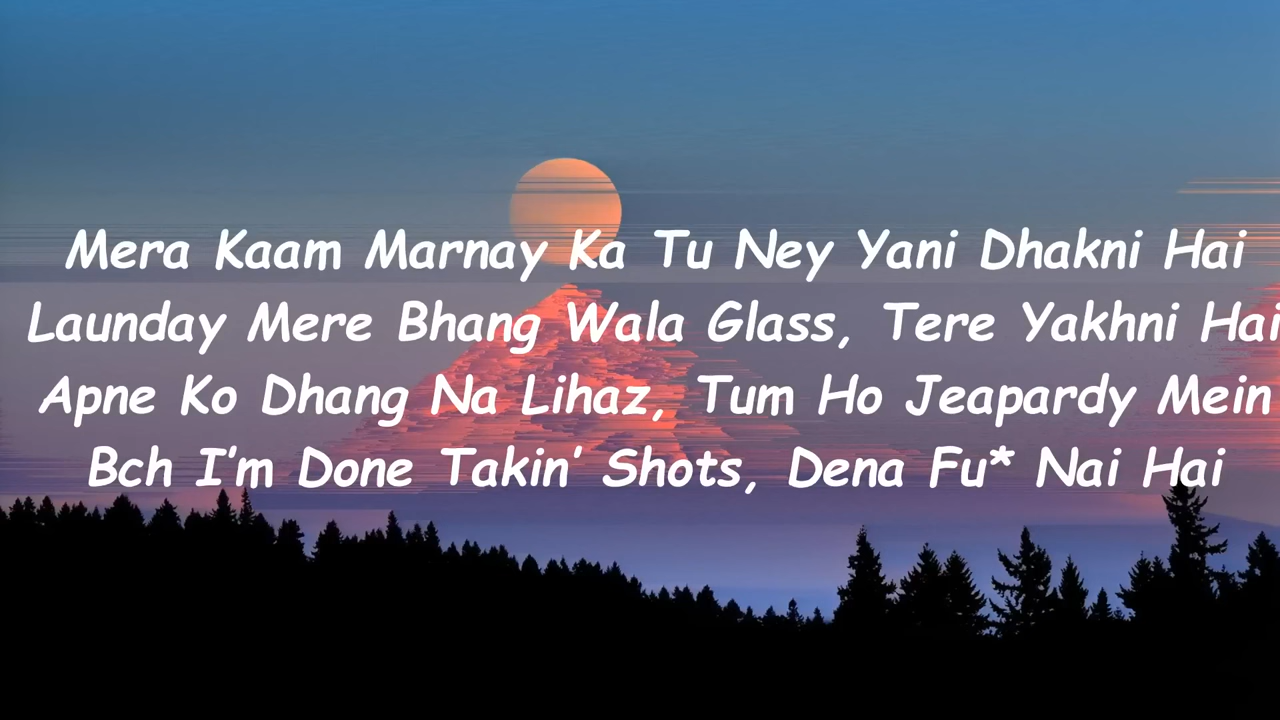 Mera Kaam Marnay Ka Tu Ney Yani Dhakni Hai
Launday Mere Bhang Wala Glass, Tere Yakhni Hai
Apne Ko Dhang Na Lihaz, Tum Ho Jeapardy Mein
Bch I'm Done Takin' Shots, Dena Fu* Nai Hai